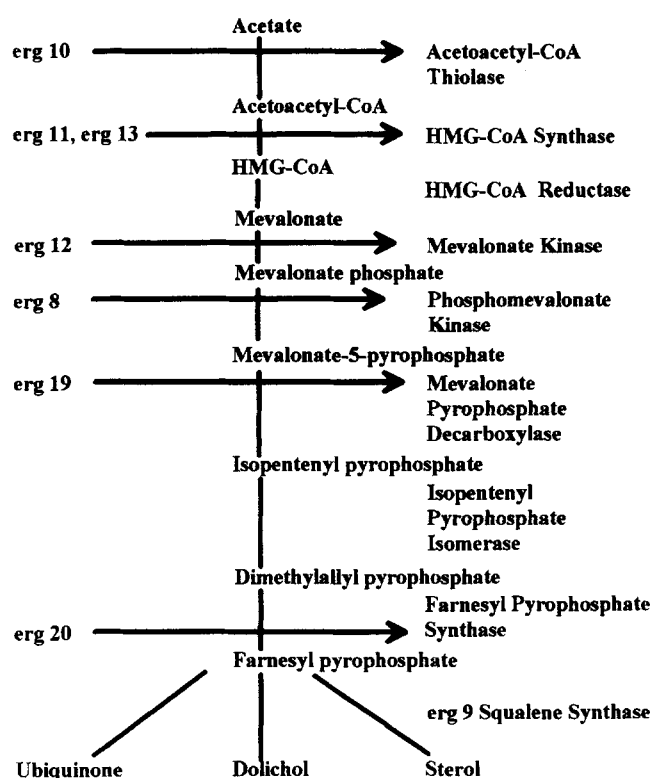 Acetate
erg 10
Acetoacetyl-CoA
Thiolase
Acetoacetyl-CoA
erg 11, erg 13
HMG-CoA Synthase
HMG-CoA
HMG-CoA Reductase
Mevalonate
erg 12
Mevalonate Kinase
Mevalonate phosphate
erg 8
Phosphomevalonate
Kinase
Mevalonate-5-pyrophosphate
erg 19
Mevalonate
Pyrophosphate
Decarboxylase
Isopentenyl pyrophosphate
Isopentenyl
Pyrophosphate
Isomerase
Dimethylallyl pyrophosphate
erg 20
Farnesyl Pyrophosphate
Synthase
Farnesyl pyrophosphate
erg 9 Squalene Synthase
Ubiquinone
Dolichol
Sterol